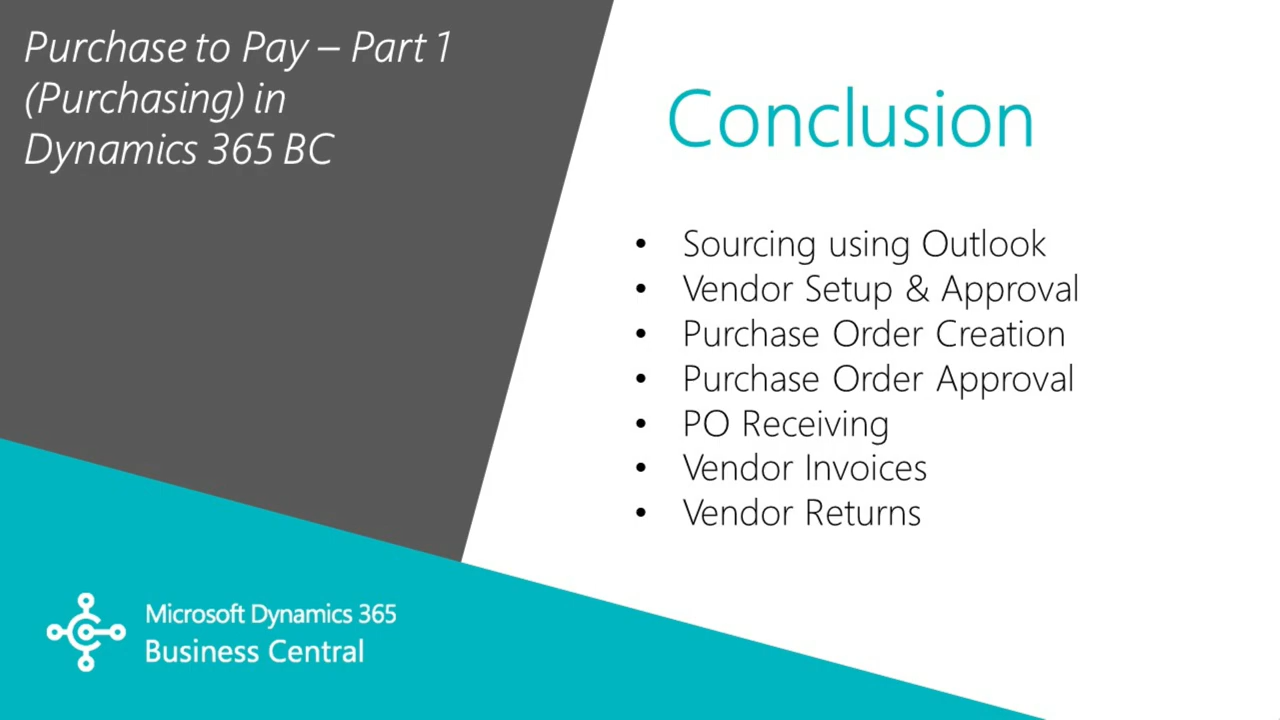 Purchase to Pay – Part 1
(Purchasing) in
Dynamics 365 BC
Conclusion
• Sourcing using Outlook
• Vendor Setup & Approval
• Purchase Order Creation
• Purchase Order Approval
• PO Receiving
• Vendor Invoices
• Vendor Returns
Microsoft Dynamics 365
Business Central